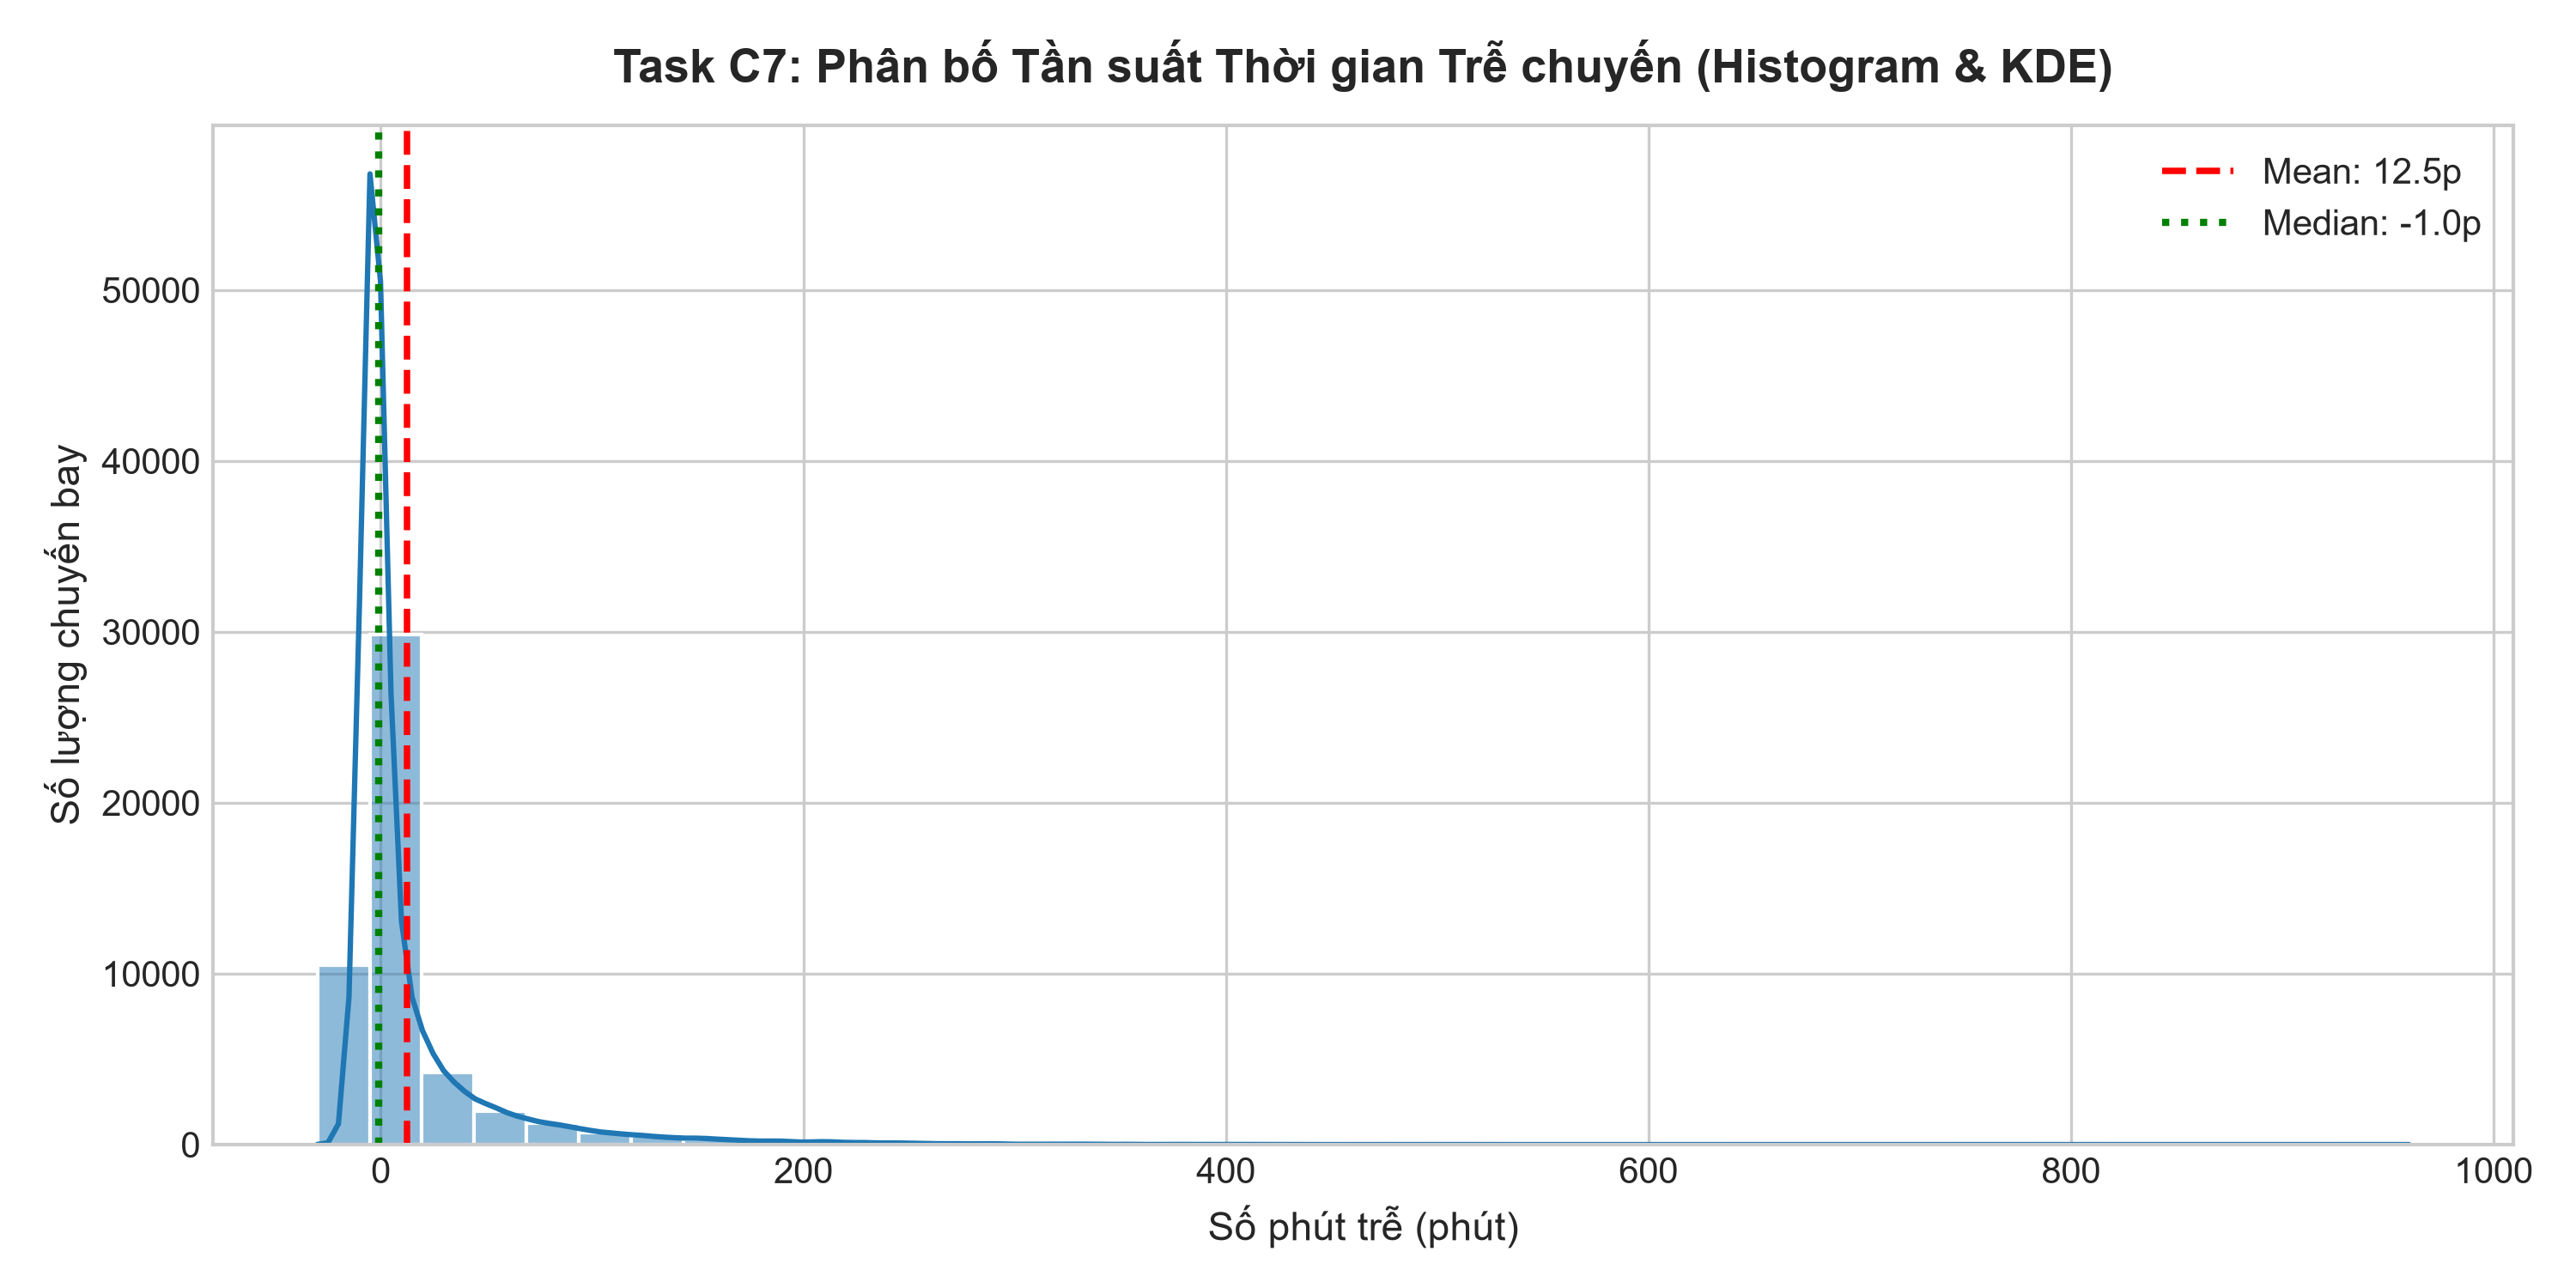 Task C7: Phân bố Tần suất Thời gian Trễ chuyến (Histogram & KDE)
Mean: 12.5p
Median: -1.0p
Số lượng chuyến bay
50000
40000
30000
20000
10000
0
0 200 400 600 800 1000
Số phút trễ (phút)